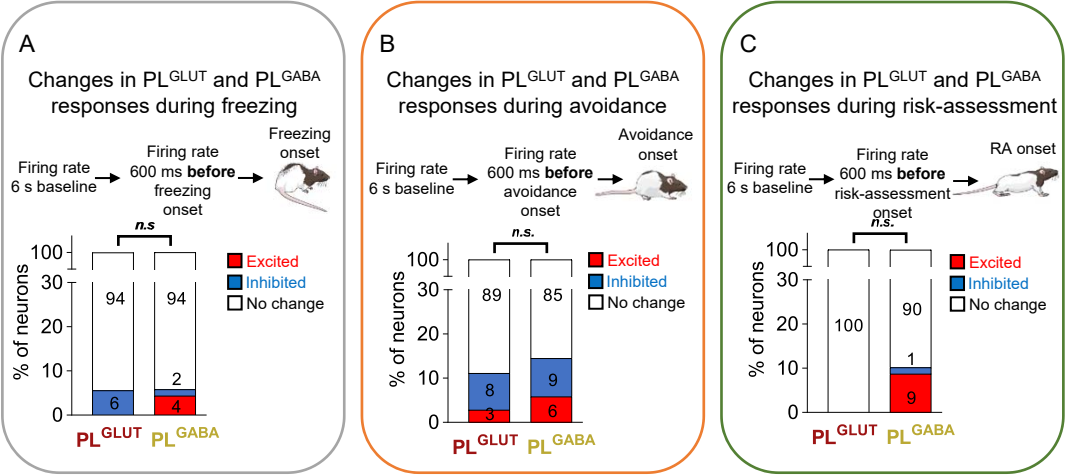 A
Changes in PLGLUT and PLGABA
responses during freezing
Firing rate
6 s baseline
Firing rate
600 ms before
freezing
onset
Freezing
onset
n.s
% of neurons
100
30
20
10
0
94
6
94
2
4
Excited
Inhibited
No change
PLGLUT
PLGABA
B
Changes in PLGLUT and PLGABA
responses during avoidance
Firing rate
6 s baseline
Firing rate
600 ms before
avoidance
onset
Avoidance
onset
n.s.
% of neurons
100
30
20
10
0
89
8
3
85
9
6
Excited
Inhibited
No change
PLGLUT
PLGABA
C
Changes in PLGLUT and PLGABA
responses during risk-assessment
Firing rate
6 s baseline
Firing rate
600 ms before
risk-assessment
onset
RA onset
n.s.
% of neurons
100
30
20
10
0
100
90
1
9
Excited
Inhibited
No change
PLGLUT
PLGABA